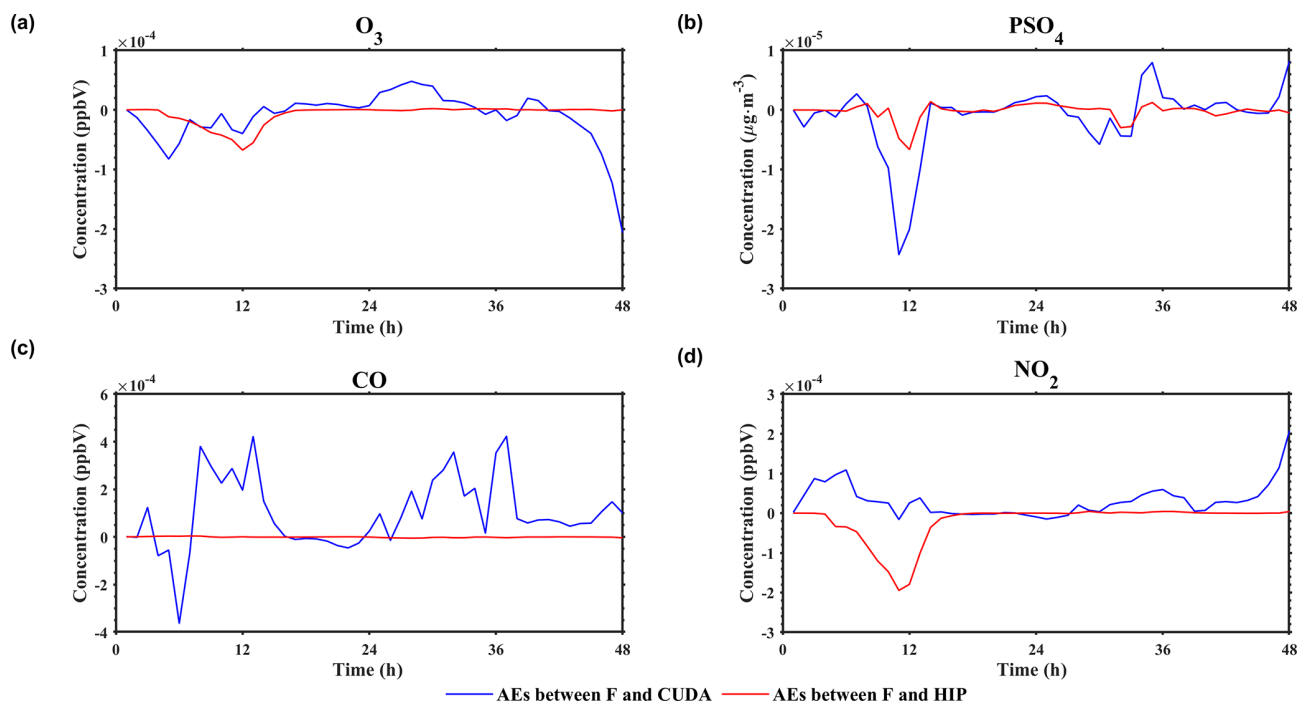 (a)
O₃
×10⁻⁴
Concentration (ppbV)
1
0
-1
-2
-3
0 12 24 36 48
Time (h)
(b)
PSO₄
×10⁻⁵
Concentration (μg·m⁻³)
1
0
-1
-2
-3
0 12 24 36 48
Time (h)
(c)
CO
×10⁻⁴
Concentration (ppbV)
6
4
2
0
-2
-4
0 12 24 36 48
Time (h)
(d)
NO₂
×10⁻⁴
Concentration (ppbV)
3
2
1
0
-1
-2
-3
0 12 24 36 48
Time (h)
AEs between F and CUDA AEs between F and HIP